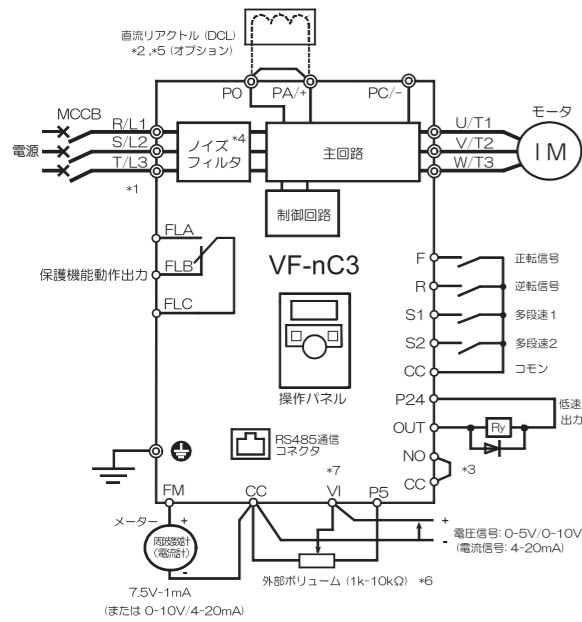 直流リアクトル (DCL)
*2 ,*5 (オプション)
PO
PA/+
PC/-
MCCB
R/L1
S/L2
T/L3
電源
*1
ノイズ *4
フィルタ
主回路
制御回路
U/T1
V/T2
W/T3
モータ
IM
FLA
FLB
FLC
保護機能動作出力
VF-nC3
操作パネル
F
正転信号
R
逆転信号
S1
多段速1
S2
多段速2
CC
コモン
P24
OUT
Ry
低速
出力
NO
CC
*3
RS485通信
コネクタ
*7
FM
CC
VI
P5
メーター
+
周波数計
(電流計)
-
7.5V-1mA
(または 0-10V/4-20mA)
外部ボリューム (1k-10kΩ) *6
+
-
電圧信号: 0-5V/0-10V
(電流信号: 4-20mA)